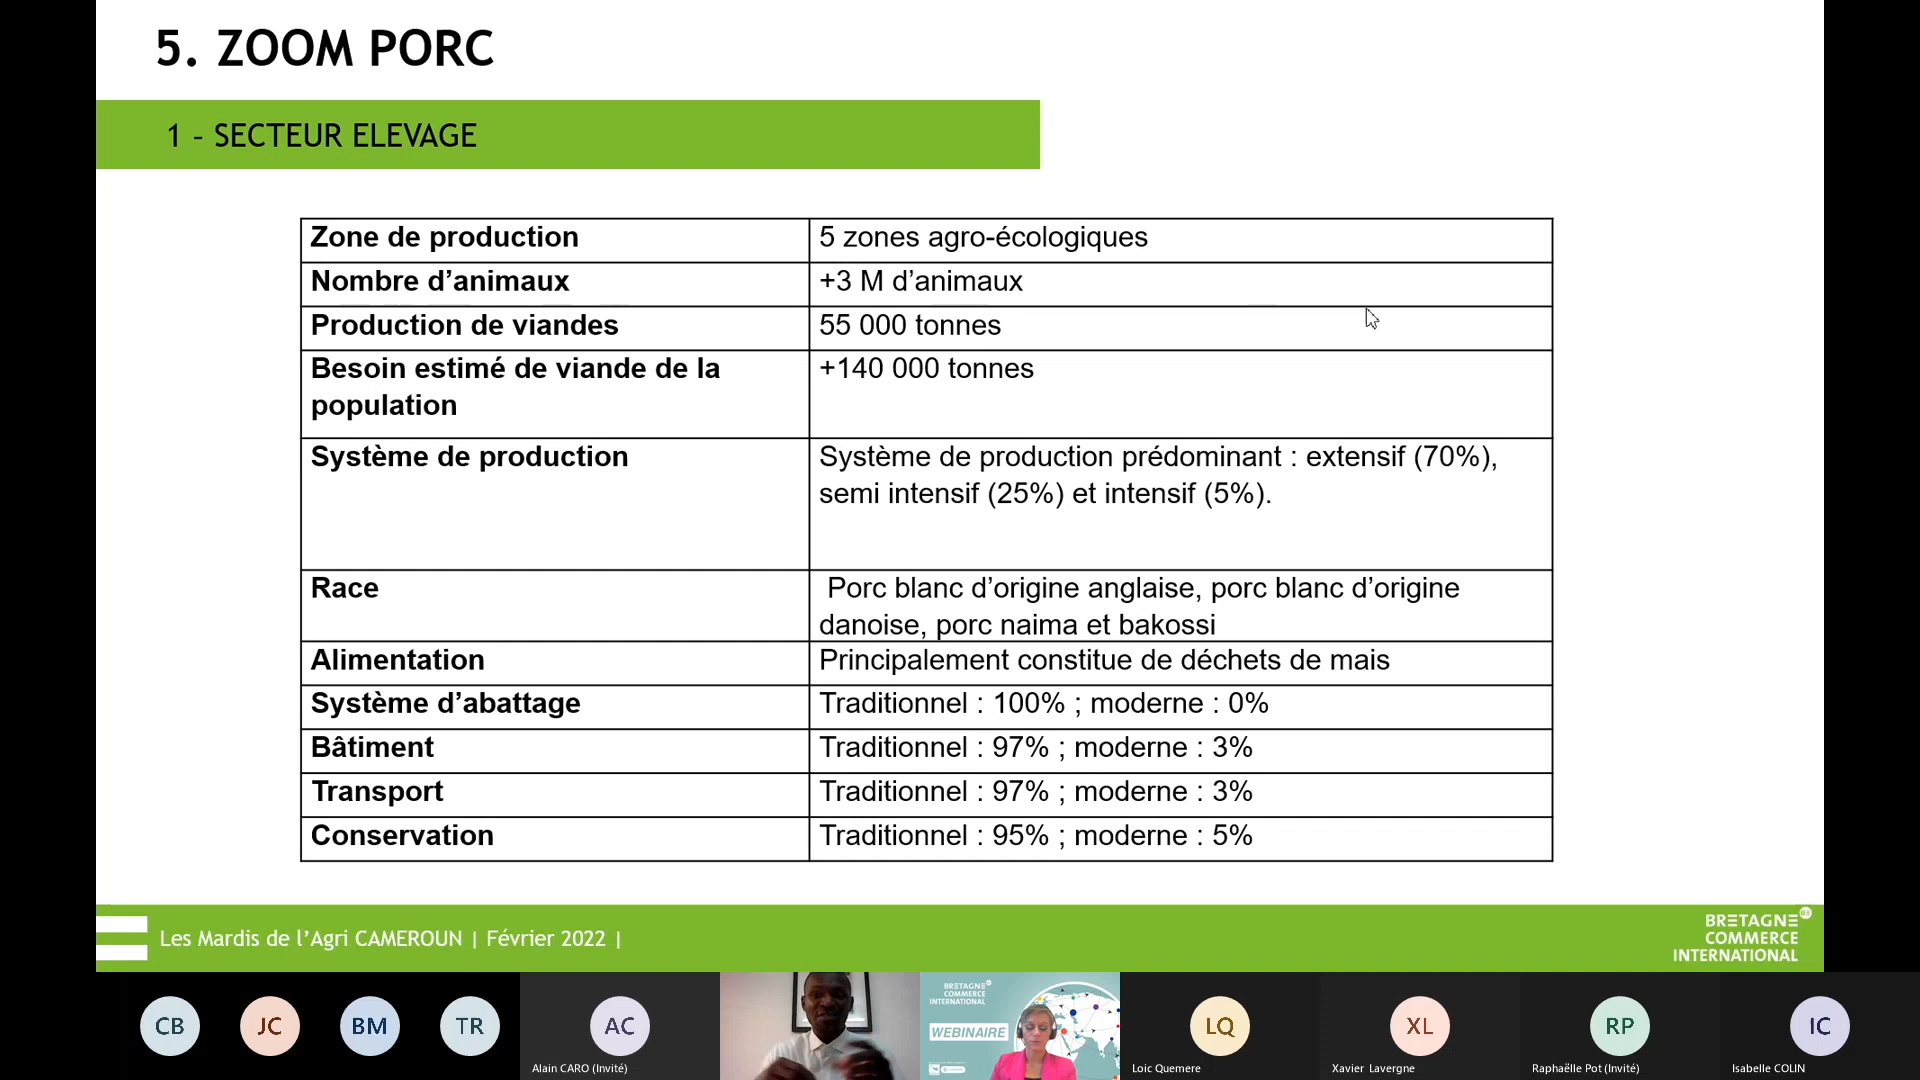 5. ZOOM PORC
1 – SECTEUR ELEVAGE
Zone de production
5 zones agro-écologiques
Nombre d’animaux
+3 M d’animaux
Production de viandes
55 000 tonnes
Besoin estimé de viande de la
population
+140 000 tonnes
Système de production
Système de production prédominant : extensif (70%),
semi intensif (25%) et intensif (5%).
Race
Porc blanc d’origine anglaise, porc blanc d’origine
danoise, porc naima et bakossi
Alimentation
Principalement constitue de déchets de mais
Système d’abattage
Traditionnel : 100% ; moderne : 0%
Bâtiment
Traditionnel : 97% ; moderne : 3%
Transport
Traditionnel : 97% ; moderne : 3%
Conservation
Traditionnel : 95% ; moderne : 5%
Les Mardis de l’Agri CAMEROUN | Février 2022 |
BRETAGNE
COMMERCE
INTERNATIONAL
CB
JC
BM
TR
AC
Alain CARO (Invité)
BRETAGNE
COMMERCE
INTERNATIONAL
WEBINAIRE
LQ
Loic Quemere
XL
Xavier Lavergne
RP
Raphaëlle Pot (Invité)
IC
Isabelle COLIN